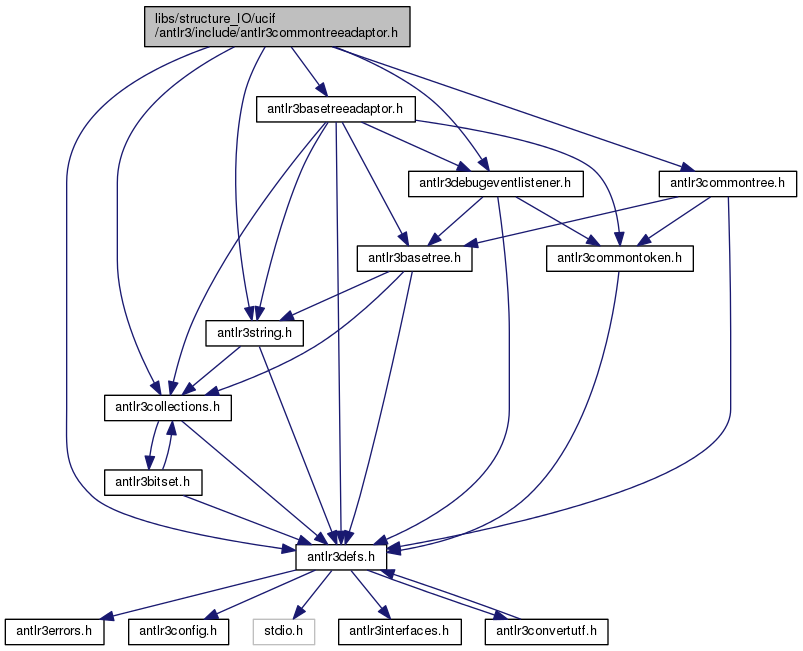 libs/structure_IO/ucif
/antlr3/include/antlr3commontreeadaptor.h
antlr3basetreeadaptor.h
antlr3debugeventlistener.h
antlr3commontree.h
antlr3basetree.h
antlr3commontoken.h
antlr3string.h
antlr3collections.h
antlr3bitset.h
antlr3defs.h
antlr3errors.h
antlr3config.h
stdio.h
antlr3interfaces.h
antlr3convertutf.h